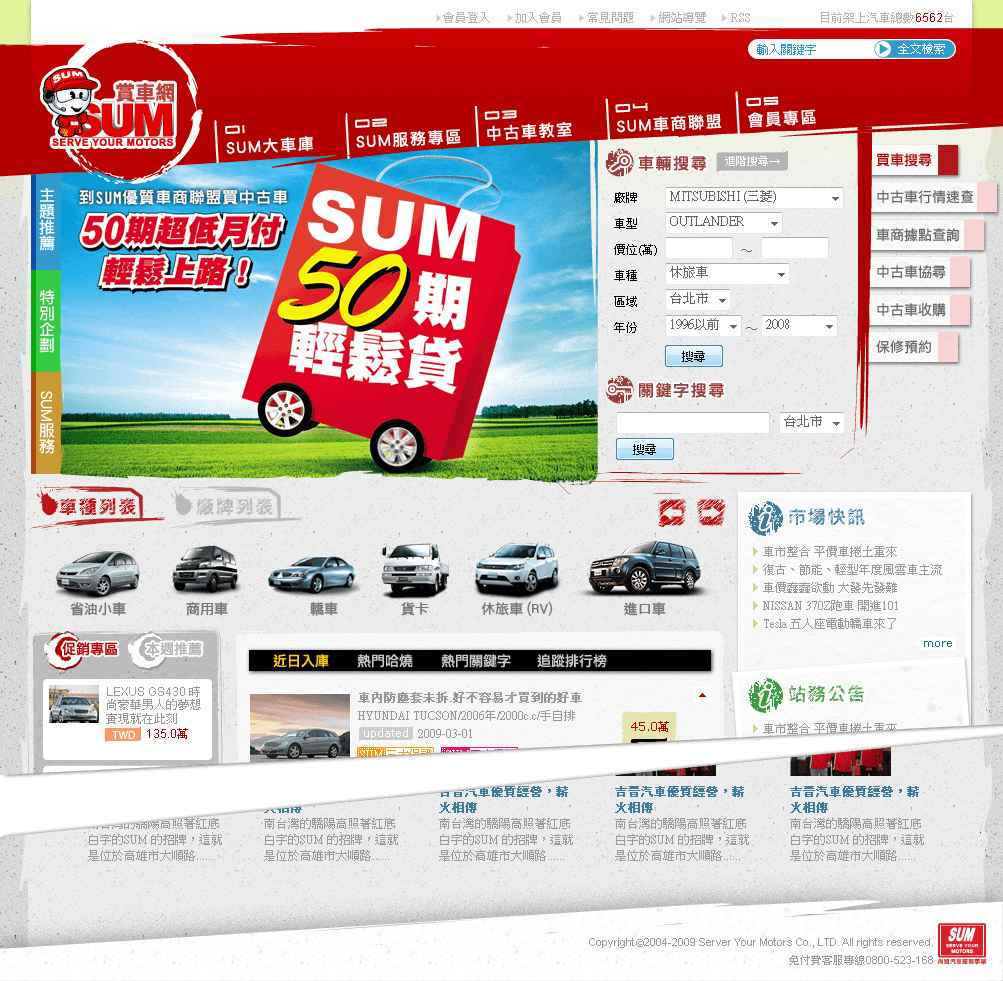 會員登入
加入會員
常見問題
網站導覽
RSS
目前架上汽車總數6562台
輸入關鍵字
全文檢索
SUM
賞車網
SUM
SERVE YOUR MOTORS
01
SUM大車庫
02
SUM服務專區
03
中古車教室
04
SUM車商聯盟
05
會員專區
主題推薦
特別企劃
SUM服務
到SUM優質車商聯盟買中古車
50期超低月付
輕鬆上路！
SUM
50期
輕鬆貸
車輛搜尋
進階搜尋→
廠牌 MITSUBISHI (三菱)
車型 OUTLANDER
價位(萬) ～
車種 休旅車
區域 台北市
年份 1996以前 ～ 2008
搜尋
關鍵字搜尋
台北市
搜尋
買車搜尋
中古車行情速查
車商據點查詢
中古車協尋
中古車收購
保修預約
車種列表
廠牌列表
省油小車
商用車
轎車
貨卡
休旅車 (RV)
進口車
市場快訊
車市整合 平價車捲土重來
復古、節能、輕型年度風雲車主流
車價蠢蠢欲動 大發先發難
NISSAN 370Z跑車 開進101
Tesla 五人座電動轎車來了
more
促銷專區
本週推薦
LEXUS GS430 時
尚豪華男人的夢想
實現就在此刻
TWD 135.0萬
近日入庫
熱門哈燒
熱門關鍵字
追蹤排行榜
車內防塵套未拆.好不容易才買到的好車
HYUNDAI TUCSON/2006年/2000c.c/手自排
updated 2009-03-01
45.0萬
站務公告
車市整合 平價車捲土重來
火相傳
南台灣的驕陽高照著紅底
白字的SUM 的招牌，這就
是位於高雄市大順路......
南台灣的驕陽高照著紅底
白字的SUM 的招牌，這就
是位於高雄市大順路......
吉晉汽車優質經營，薪
火相傳
南台灣的驕陽高照著紅底
白字的SUM 的招牌，這就
是位於高雄市大順路......
吉晉汽車優質經營，薪
火相傳
南台灣的驕陽高照著紅底
白字的SUM 的招牌，這就
是位於高雄市大順路......
吉晉汽車優質經營，薪
火相傳
南台灣的驕陽高照著紅底
白字的SUM 的招牌，這就
是位於高雄市大順路......
Copyright©2004-2009 Server Your Motors Co., LTD. All rights reserved.
免付費客服專線0800-523-168
SUM
SERVE YOUR
MOTORS